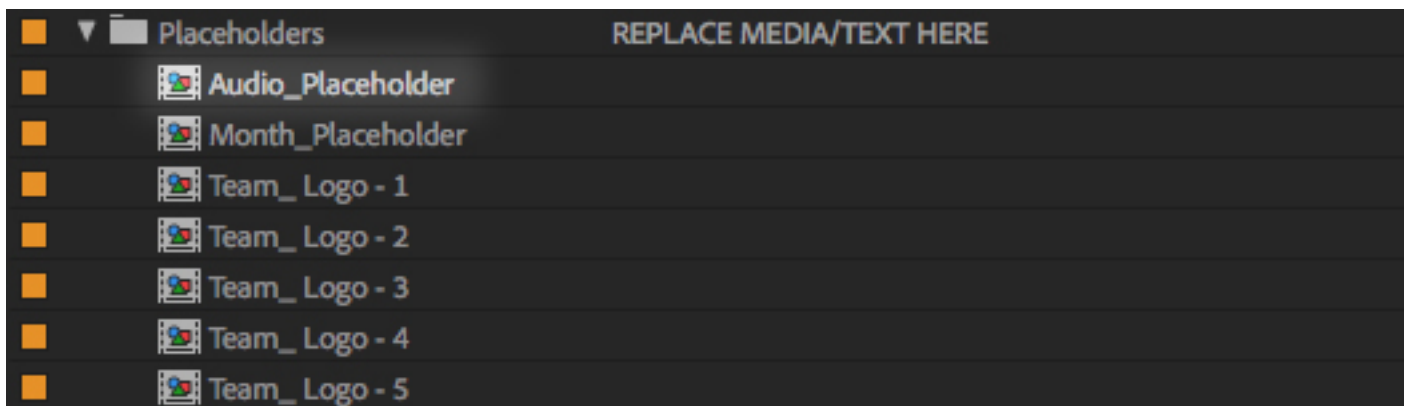 Placeholders REPLACE MEDIA/TEXT HERE
Audio_Placeholder
Month_Placeholder
Team_ Logo - 1
Team_ Logo - 2
Team_ Logo - 3
Team_ Logo - 4
Team_ Logo - 5